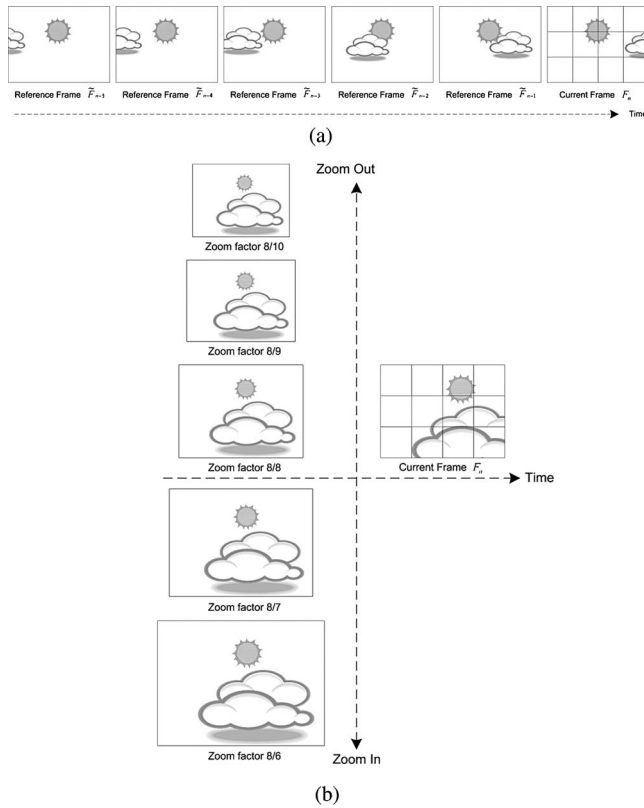 Reference Frame F̃ n−5 Reference Frame F̃ n−4 Reference Frame F̃ n−3 Reference Frame F̃ n−2 Reference Frame F̃ n−1 Current Frame F n
Time
(a)
Zoom Out
Zoom factor 8/10
Zoom factor 8/9
Zoom factor 8/8
Current Frame F n
Time
Zoom factor 8/7
Zoom factor 8/6
Zoom In
(b)